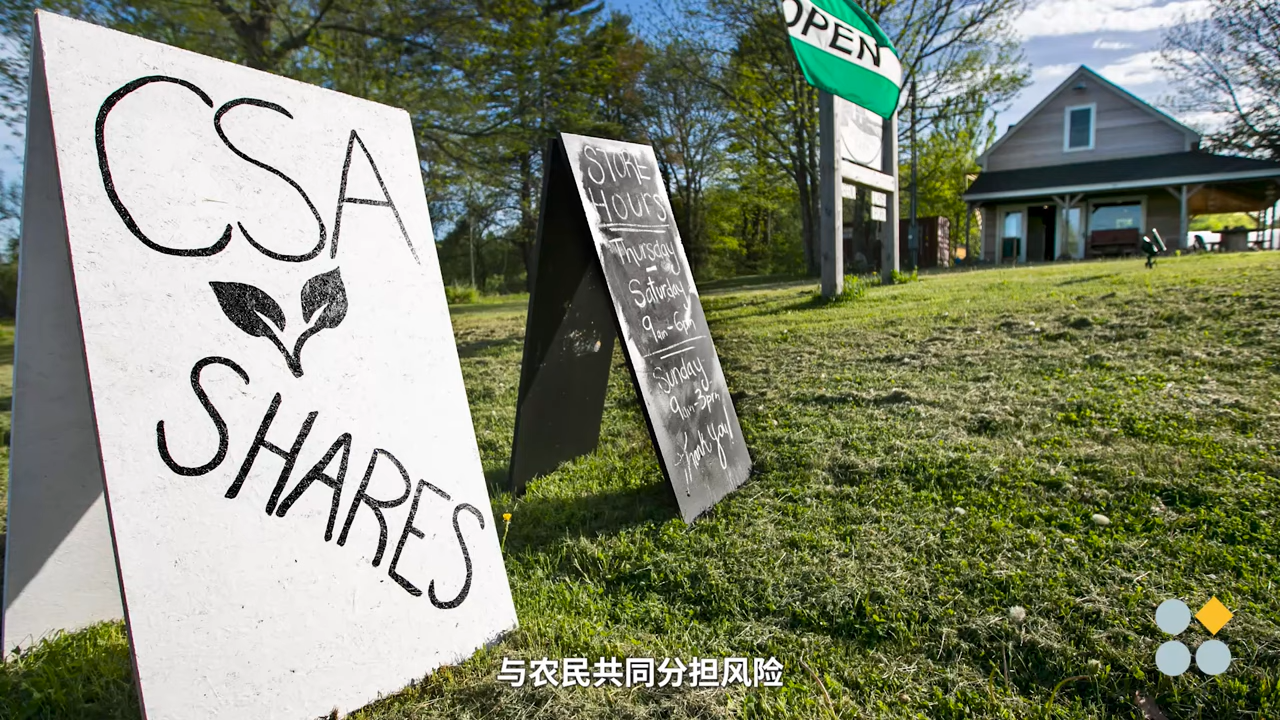 CSA
SHARES
STORE
HOURS
Thursday
-
Saturday
9am-6pm
Sunday
9am-3pm
Thank you!
OPEN
与农民共同分担风险